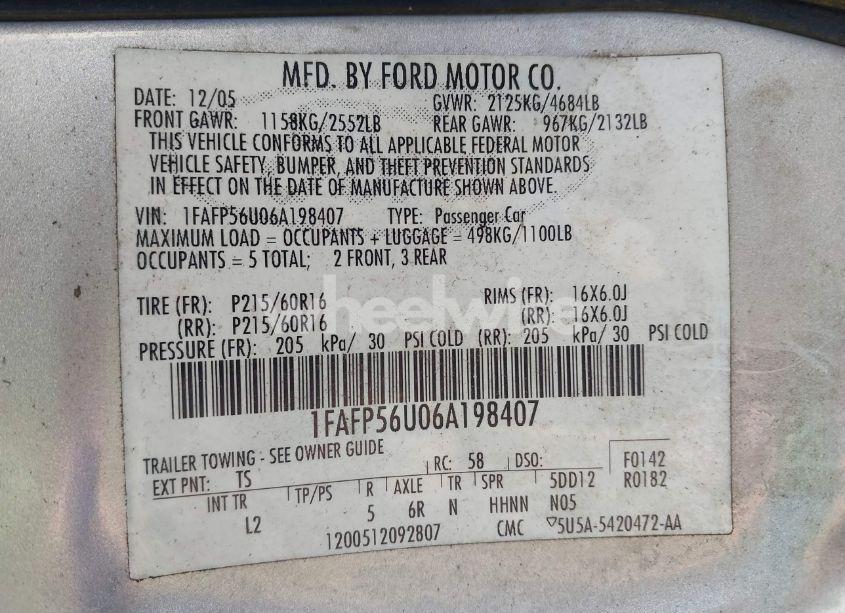 MFD. BY FORD MOTOR CO.
DATE: 12/05 GVWR: 2125KG/4684LB
FRONT GAWR: 1158KG/2552LB REAR GAWR: 967KG/2132LB
THIS VEHICLE CONFORMS TO ALL APPLICABLE FEDERAL MOTOR
VEHICLE SAFETY, BUMPER, AND THEFT PREVENTION STANDARDS
IN EFFECT ON THE DATE OF MANUFACTURE SHOWN ABOVE.
VIN: 1FAFP56U06A198407 TYPE: Passenger Car
MAXIMUM LOAD = OCCUPANTS + LUGGAGE = 498KG/1100LB
OCCUPANTS = 5 TOTAL; 2 FRONT, 3 REAR
TIRE (FR): P215/60R16 RIMS (FR): 16X6.0J
(RR): P215/60R16 (RR): 16X6.0J
PRESSURE (FR): 205 kPa/ 30 PSI COLD (RR): 205 kPa/ 30 PSI COLD
1FAFP56U06A198407
TRAILER TOWING - SEE OWNER GUIDE
EXT PNT: TS RC: 58 DSO: F0142
R0182
INT TR TP/PS R AXLE TR SPR 5DD12
L2 5 6R N HHNN N05
1200512092807 CMC 5U5A-5420472-AA
heelwise